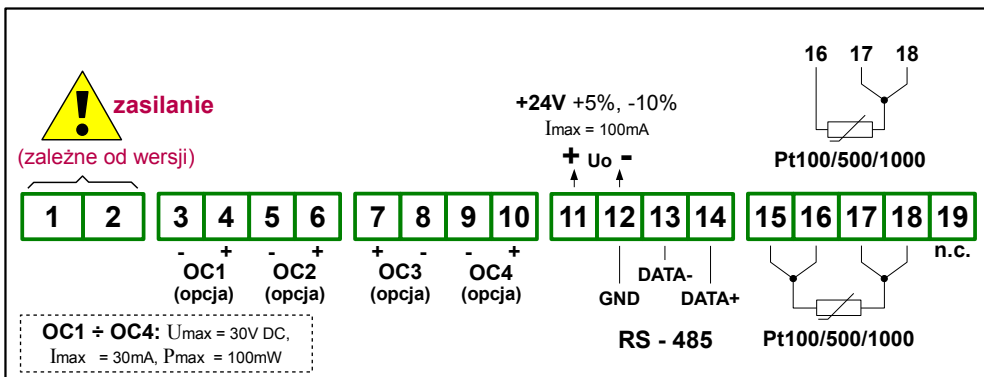 16 17 18
zasilanie
(zależne od wersji)
+24V +5%, -10%
Imax = 100mA
+ Uo -
Pt100/500/1000
1 2 3 4 5 6 7 8 9 10 11 12 13 14 15 16 17 18 19
- + - + + - - + n.c.
OC1 OC2 OC3 OC4
(opcja) (opcja) (opcja) (opcja)
DATA-
GND DATA+
RS - 485
Pt100/500/1000
OC1 ÷ OC4: Umax = 30V DC,
Imax = 30mA, Pmax = 100mW